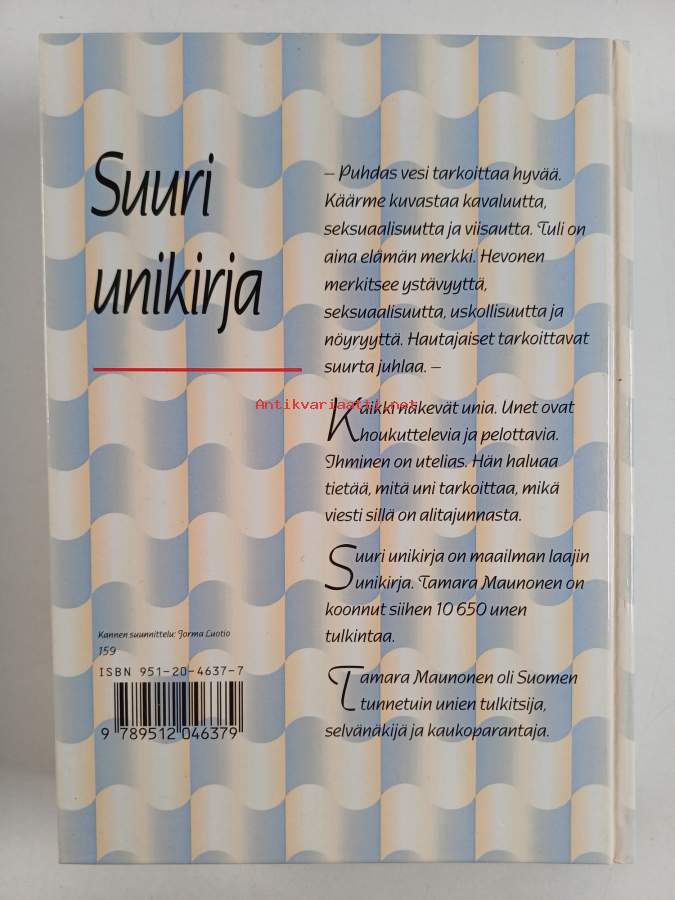 Suuri
unikirja
– Puhdas vesi tarkoittaa hyvää.
Käärme kuvastaa kavaluutta,
seksuaalisuutta ja viisautta. Tuli on
aina elämän merkki. Hevonen
merkitsee ystävyyttä,
seksuaalisuutta, uskollisuutta ja
nöyryyttä. Hautajaiset tarkoittavat
suurta juhlaa. –
Antikvariaatti.net
Kaikki näkevät unia. Unet ovat
houkuttelevia ja pelottavia.
Ihminen on utelias. Hän haluaa
tietää, mitä uni tarkoittaa, mikä
viesti sillä on alitajunnasta.
Suuri unikirja on maailman laajin
unikirja. Tamara Maunonen on
koonnut siihen 10 650 unen
tulkintaa.
Tamara Maunonen oli Suomen
tunnetuin unien tulkitsija,
selvänäkijä ja kaukoparantaja.
Kannen suunnittelu: Jorma Luotio
159
ISBN 951-20-4637-7
9 789512 046379